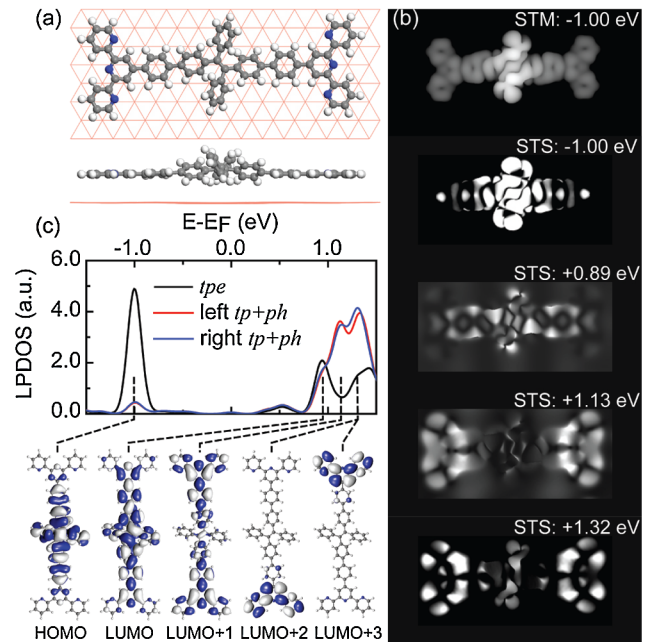 (a)
(b)
STM: -1.00 eV
STS: -1.00 eV
STS: +0.89 eV
STS: +1.13 eV
STS: +1.32 eV
(c)
E-EF (eV)
-1.0 0.0 1.0
LPDOS (a.u.)
6.0
4.0
2.0
0.0
tpe
left tp+ph
right tp+ph
HOMO LUMO LUMO+1 LUMO+2 LUMO+3